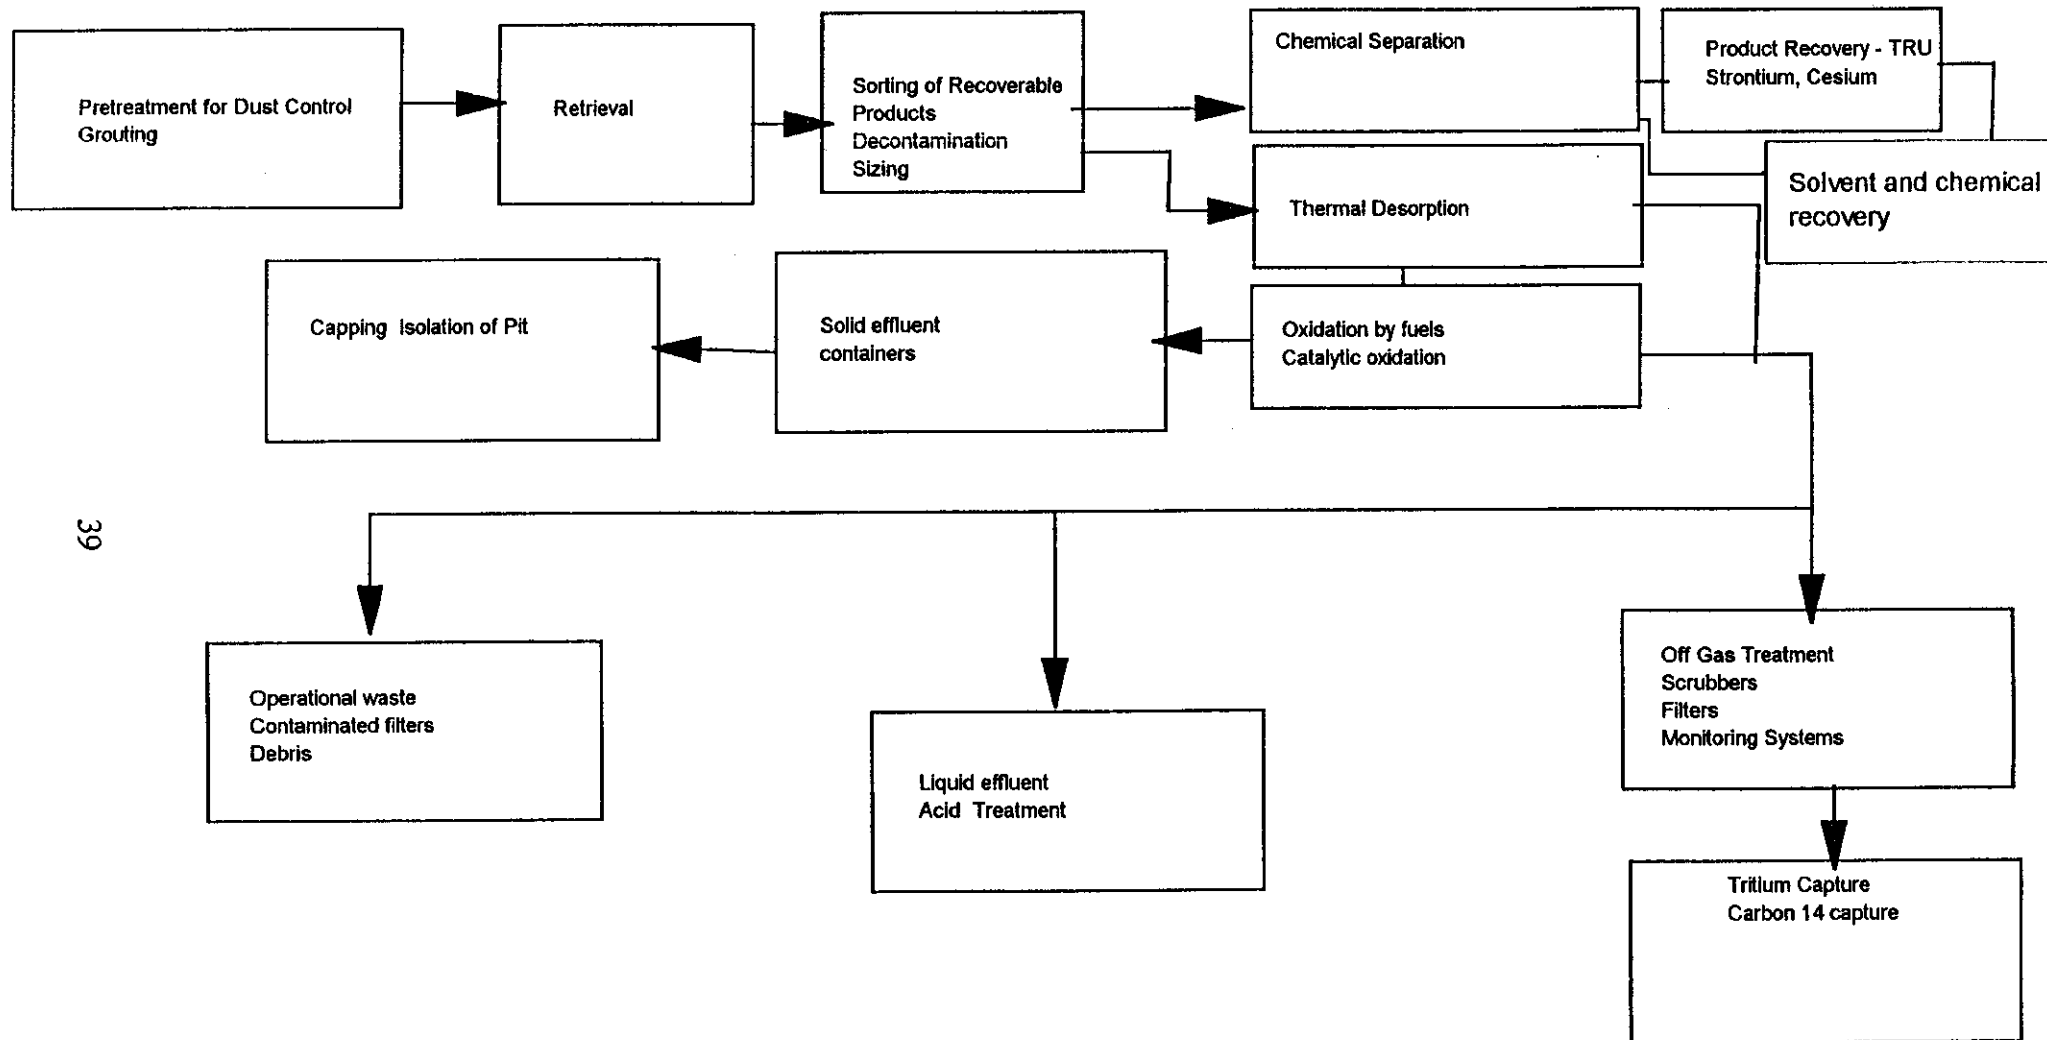 Pretreatment for Dust Control
Grouting
Retrieval
Sorting of Recoverable
Products
Decontamination
Sizing
Chemical Separation
Product Recovery - TRU
Strontium, Cesium
Solvent and chemical
recovery
Thermal Desorption
Capping Isolation of Pit
Solid effluent
containers
Oxidation by fuels
Catalytic oxidation
39
Operational waste
Contaminated filters
Debris
Liquid effluent
Acid Treatment
Off Gas Treatment
Scrubbers
Filters
Monitoring Systems
Tritium Capture
Carbon 14 capture